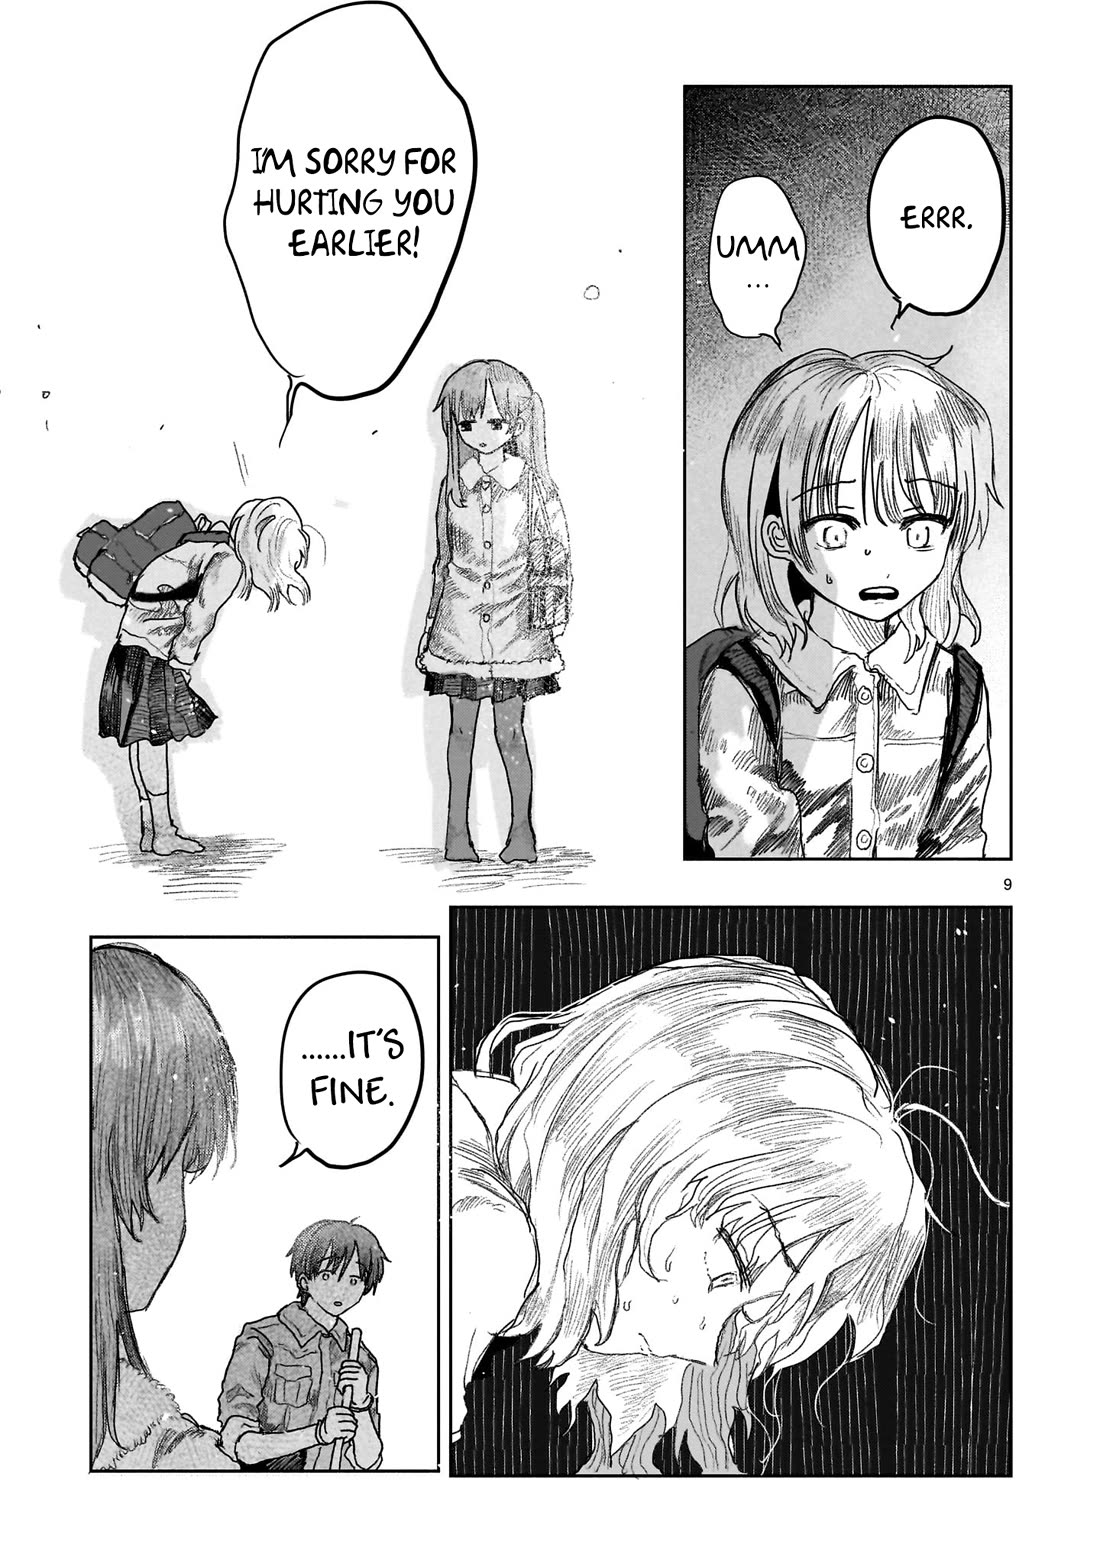 ERRR.
UMM
...
I'M SORRY FOR
HURTING YOU
EARLIER!
9
......IT'S
FINE.